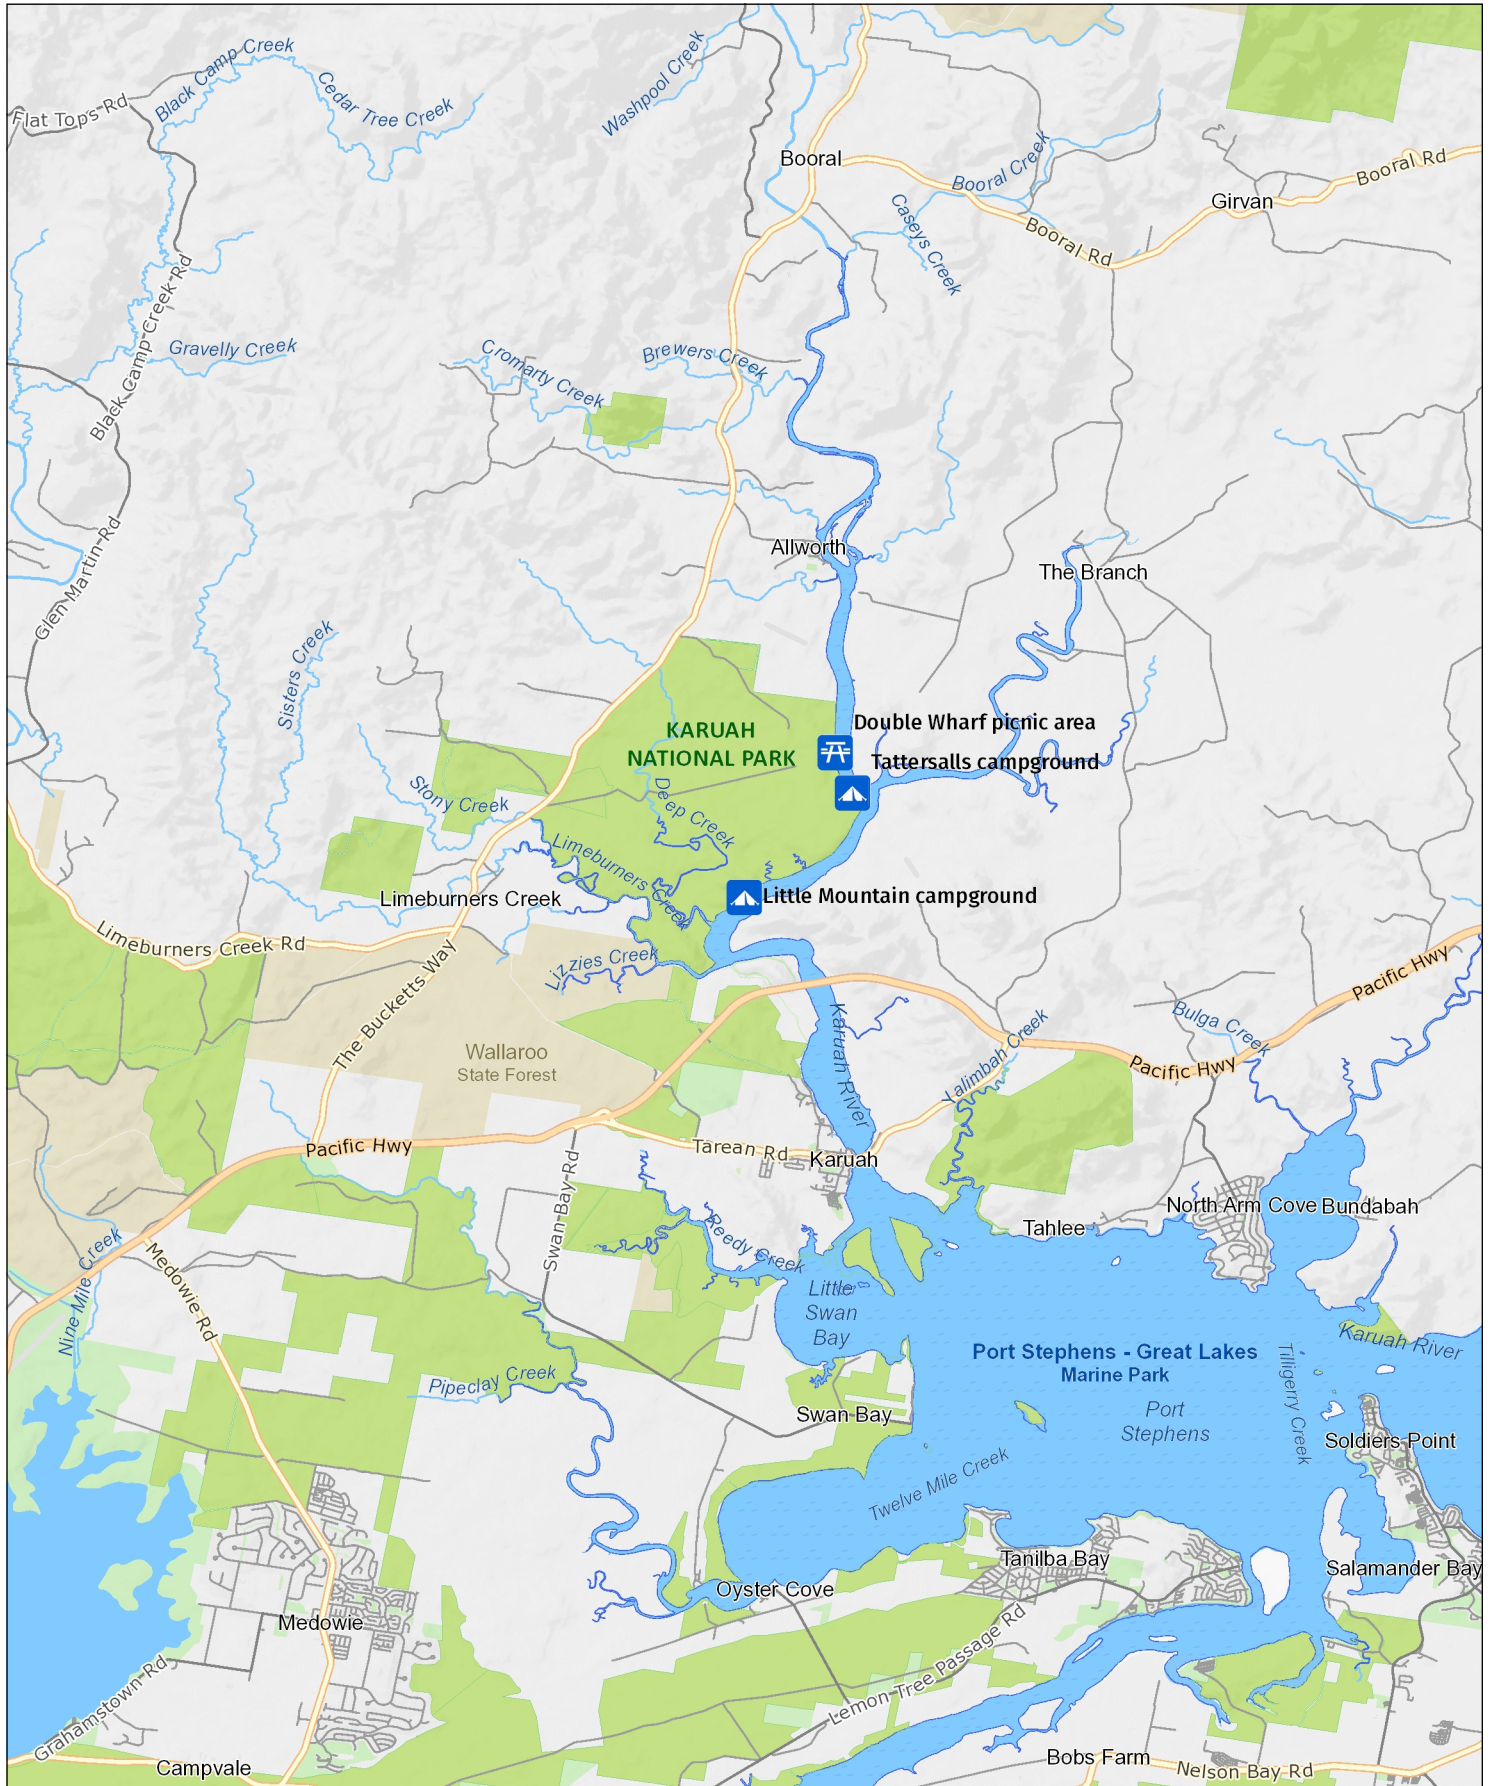 Black Camp Creek
Cedar Tree Creek
Washpool Creek
Flat Tops Rd
Booral
Booral Creek
Booral Rd
Girvan
Caseys Creek
Booral Rd
Black Camp Creek Rd
Gravelly Creek
Cromarty Creek
Brewers Creek
Glen Martin Rd
Allworth
The Branch
Sisters Creek
KARUAH
NATIONAL PARK
Double Wharf picnic area
Tattersalls campground
Stony Creek
Deep Creek
Limeburners Creek
Limeburners Creek
Little Mountain campground
Limeburners Creek Rd
Lizzies Creek
The Bucketts Way
Pacific Hwy
Karuah River
Bulga Creek
Yalimbah Creek
Wallaroo
State Forest
Pacific Hwy
Pacific Hwy
Tarean Rd
Karuah
Swan Bay Rd
North Arm Cove
Bundabah
Tahlee
Reedy Creek
Nine Mile Creek
Medowie Rd
Little
Swan
Bay
Karuah River
Port Stephens - Great Lakes
Marine Park
Tilligerry Creek
Pipeclay Creek
Swan Bay
Port
Stephens
Soldiers Point
Twelve Mile Creek
Tanilba Bay
Salamander Bay
Oyster Cove
Medowie
Lemon Tree Passage Rd
Grahamstown Rd
Campvale
Bobs Farm
Nelson Bay Rd